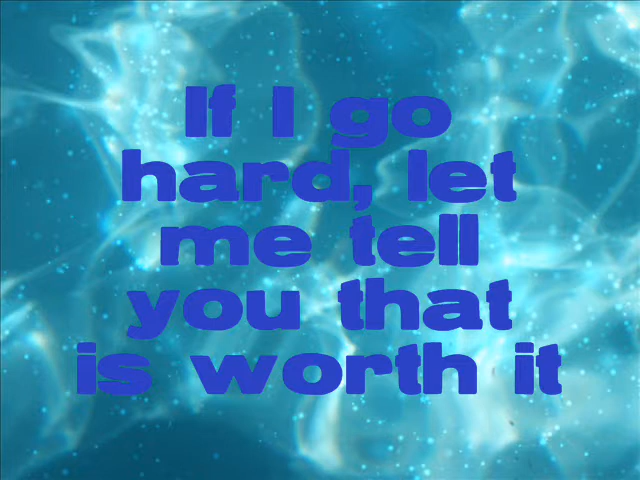 If I go
hard, let
me tell
you that
is worth it